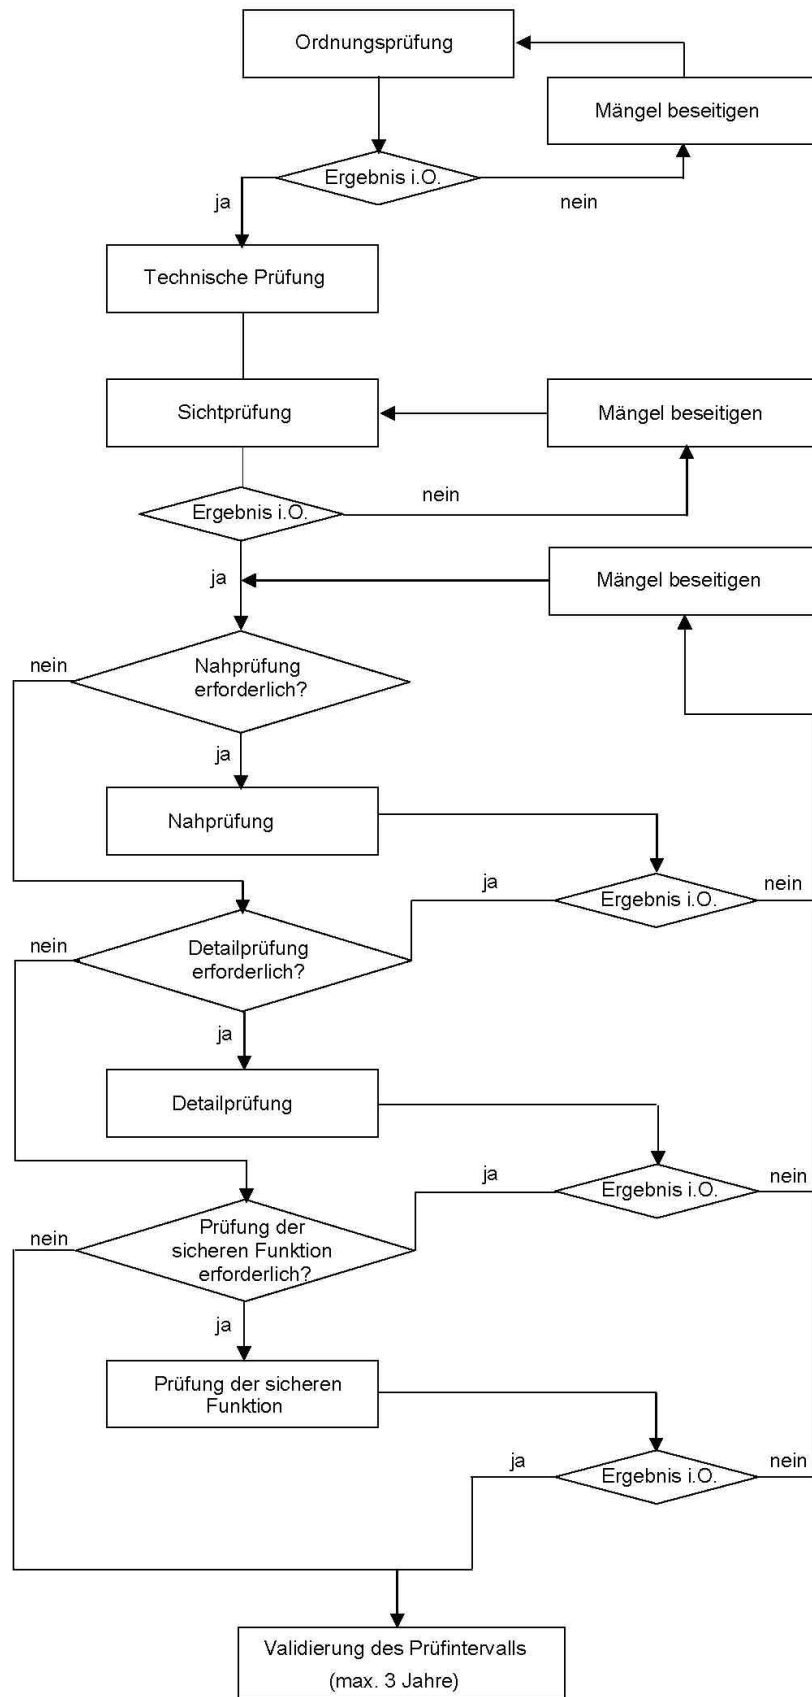 Ordnungsprüfung
Mängel beseitigen
Ergebnis i.O.
ja
nein
Technische Prüfung
Sichtprüfung
Mängel beseitigen
nein
Ergebnis i.O.
ja
Mängel beseitigen
nein
Nahprüfung
erforderlich?
ja
Nahprüfung
ja
Ergebnis i.O.
nein
nein
Detailprüfung
erforderlich?
ja
Detailprüfung
ja
Ergebnis i.O.
nein
nein
Prüfung der
sicheren Funktion
erforderlich?
ja
Prüfung der sicheren
Funktion
ja
Ergebnis i.O.
nein
Validierung des Prüfintervalls
(max. 3 Jahre)